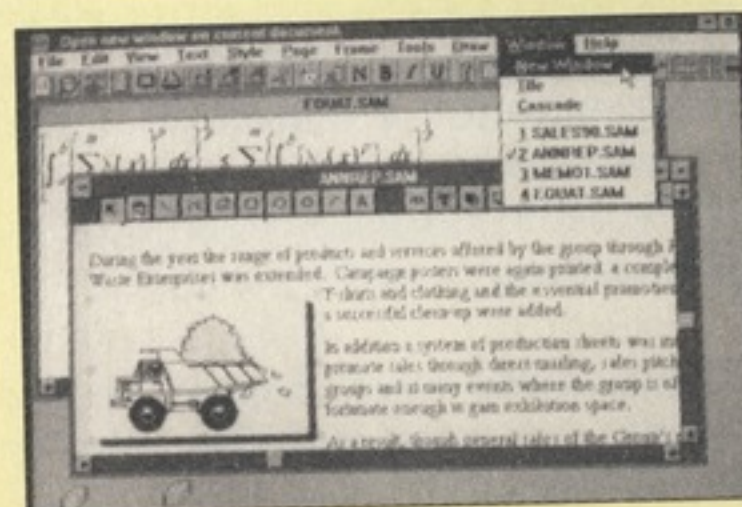 Open new window on current document
File Edit View Text Style Page Frame Tools Draw Window Help
N B I U
New Window
Tile
Cascade
1 SALES90.SAM
✓2 ANNREP.SAM
3 MEMO1.SAM
4 EQUAT.SAM
EQUAT.SAM
ANNREP.SAM
During the year the range of products and services offered by the group through
Waste Enterprises was extended. Campaign posters were again printed, a
T-shirts and clothing and the essential
a successful clean-up were added.
In addition a system of production sheets was
promote sales through direct mailing, sales
groups and at many events where the group is
fortunate enough to gain exhibition space.
As a result, though general sales of the Group's